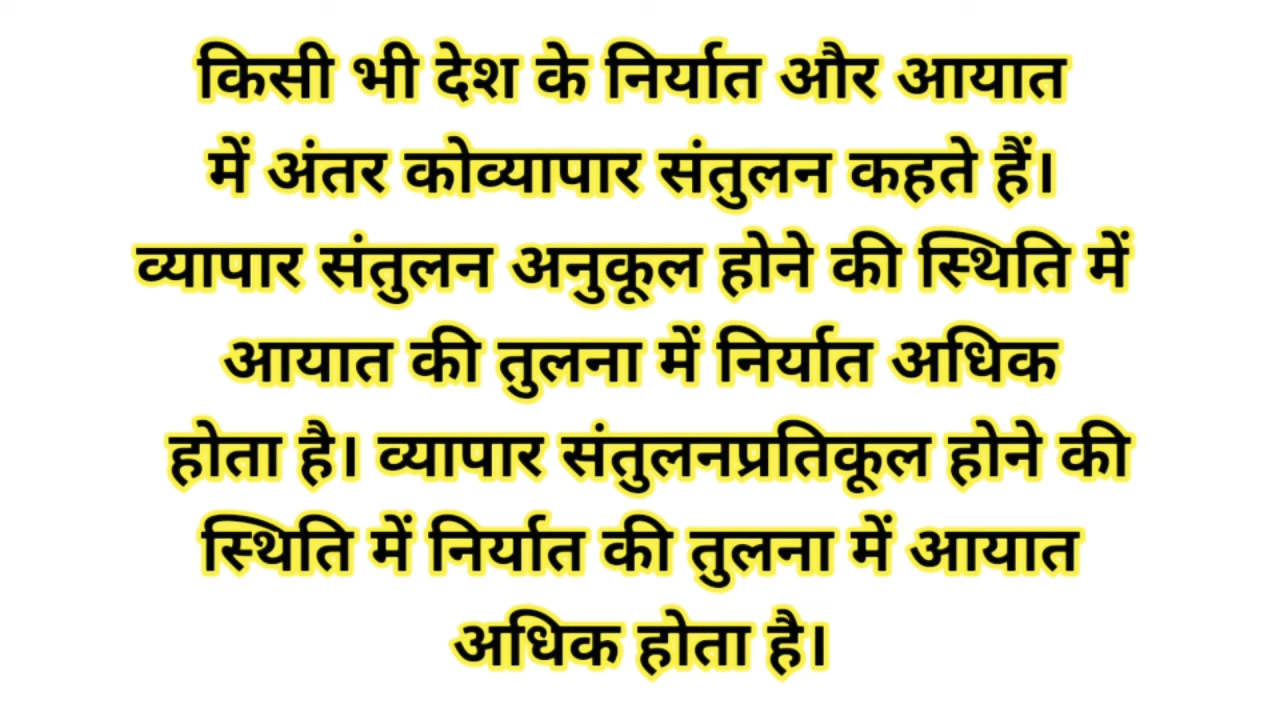 किसी भी देश के निर्यात और आयात
में अंतर कोव्यापार संतुलन कहते हैं।
व्यापार संतुलन अनुकूल होने की स्थिति में
आयात की तुलना में निर्यात अधिक
होता है। व्यापार संतुलनप्रतिकूल होने की
स्थिति में निर्यात की तुलना में आयात
अधिक होता है।